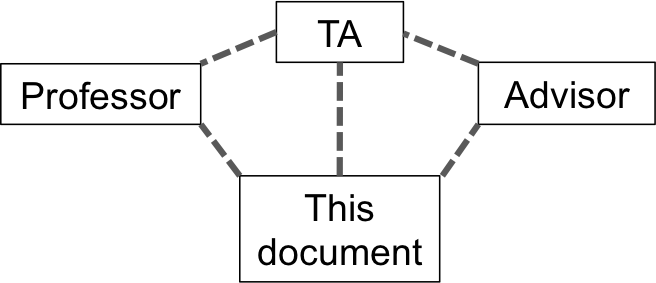 TA
Professor
Advisor
This
document